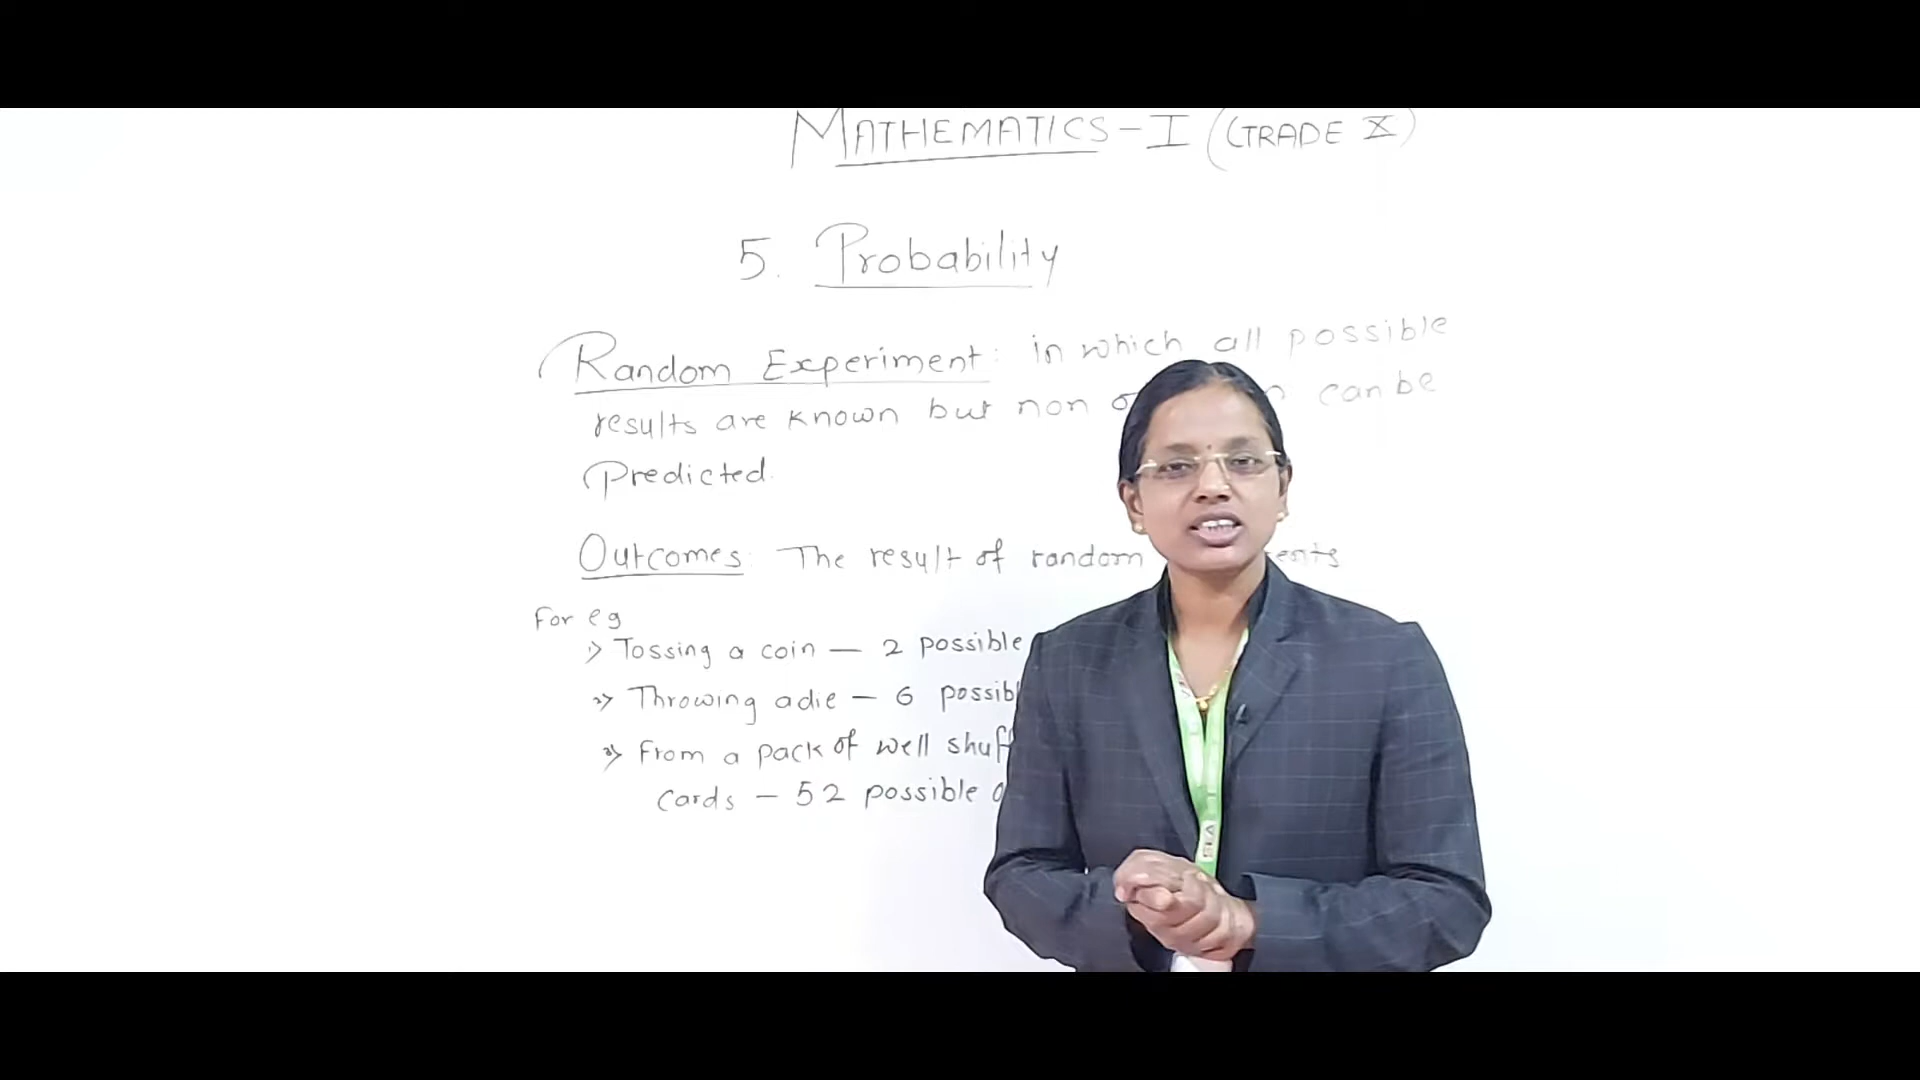 MATHEMATICS - I (GRADE X)
5. Probability
Random Experiment: in which all possible
results are known but non can be
Predicted.
Outcomes: The result of random
For eg
1) Tossing a coin — 2 possible
2) Throwing a die — 6
3) From a pack of well
cards — 52 possible
SKA